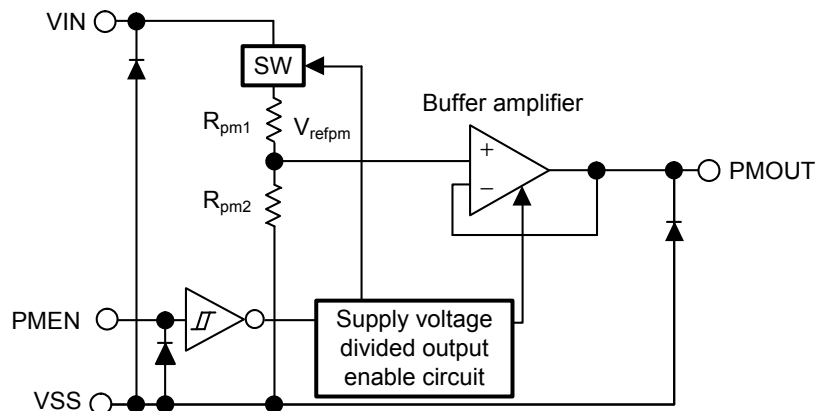 VIN
SW
Buffer amplifier
Rpm1
Vrefpm
+
−
PMOUT
Rpm2
PMEN
Supply voltage
divided output
enable circuit
VSS